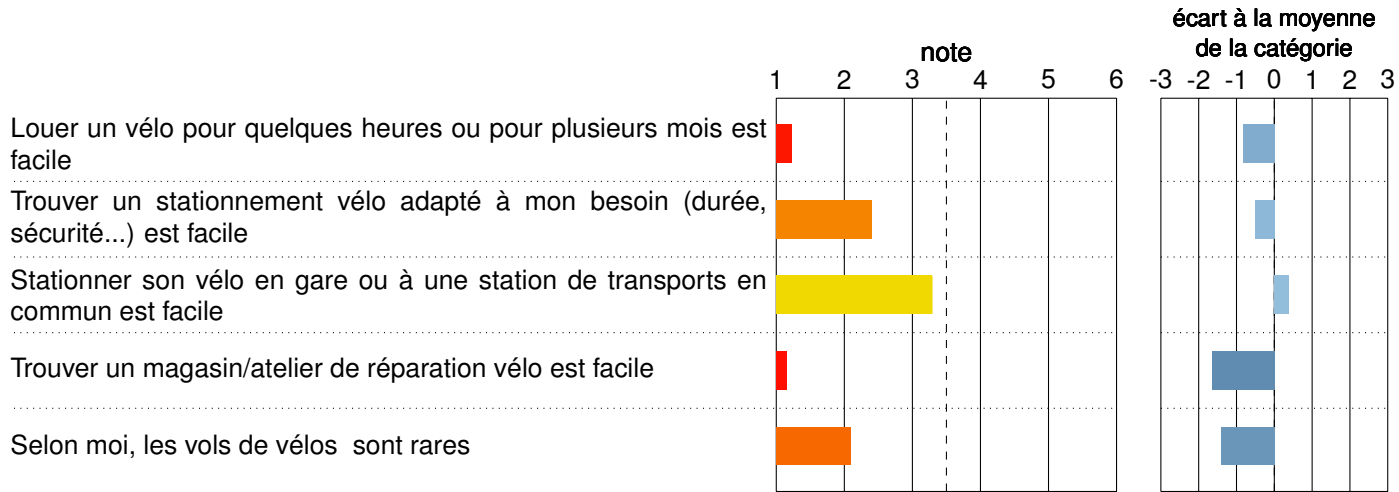 écart à la moyenne
de la catégorie
note
1 2 3 4 5 6
-3 -2 -1 0 1 2 3
Louer un vélo pour quelques heures ou pour plusieurs mois est
facile
Trouver un stationnement vélo adapté à mon besoin (durée,
sécurité...) est facile
Stationner son vélo en gare ou à une station de transports en
commun est facile
Trouver un magasin/atelier de réparation vélo est facile
Selon moi, les vols de vélos sont rares